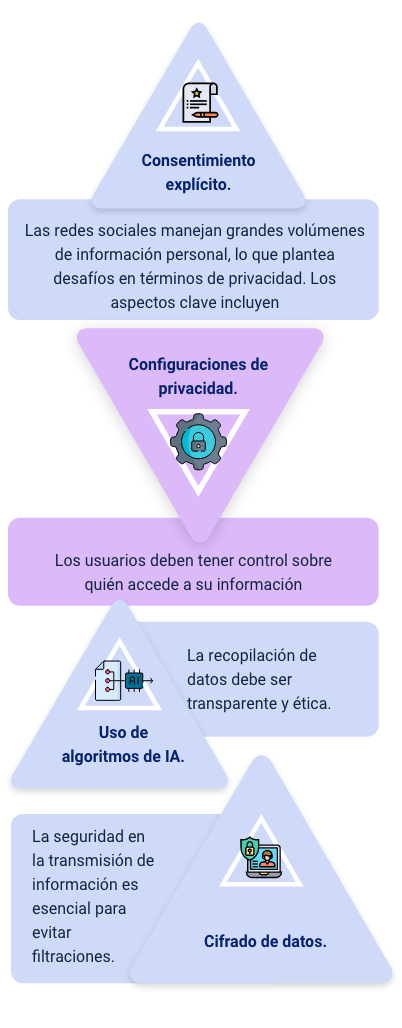 Consentimiento
explícito.
Las redes sociales manejan grandes volúmenes
de información personal, lo que plantea
desafíos en términos de privacidad. Los
aspectos clave incluyen
Configuraciones de
privacidad.
Los usuarios deben tener control sobre
quién accede a su información
La recopilación de
datos debe ser
transparente y ética.
AI
Uso de
algoritmos de IA.
La seguridad en
la transmisión de
información es
esencial para
evitar
filtraciones.
Cifrado de datos.